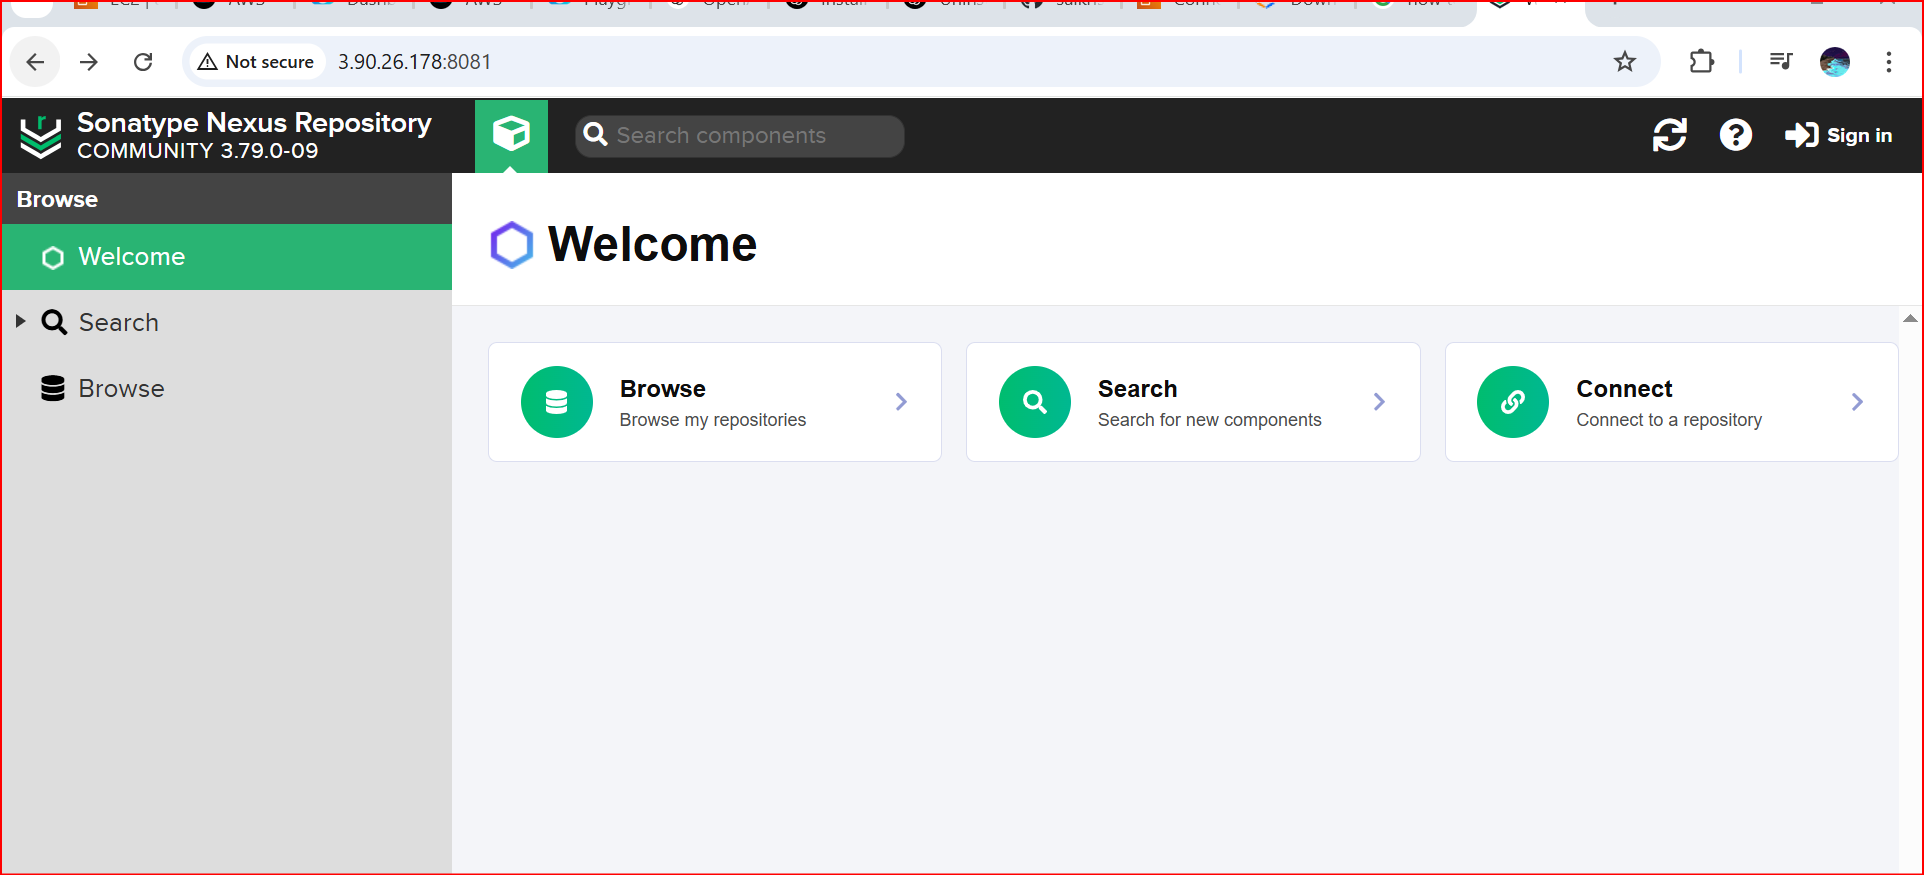 Not secure
3.90.26.178:8081
Sonatype Nexus Repository
COMMUNITY 3.79.0-09
Search components
Sign in
Browse
Welcome
Search
Browse
Welcome
Browse
Browse my repositories
Search
Search for new components
Connect
Connect to a repository